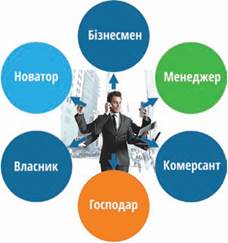 Бізнесмен
Новатор
Менеджер
Власник
Комерсант
Господар